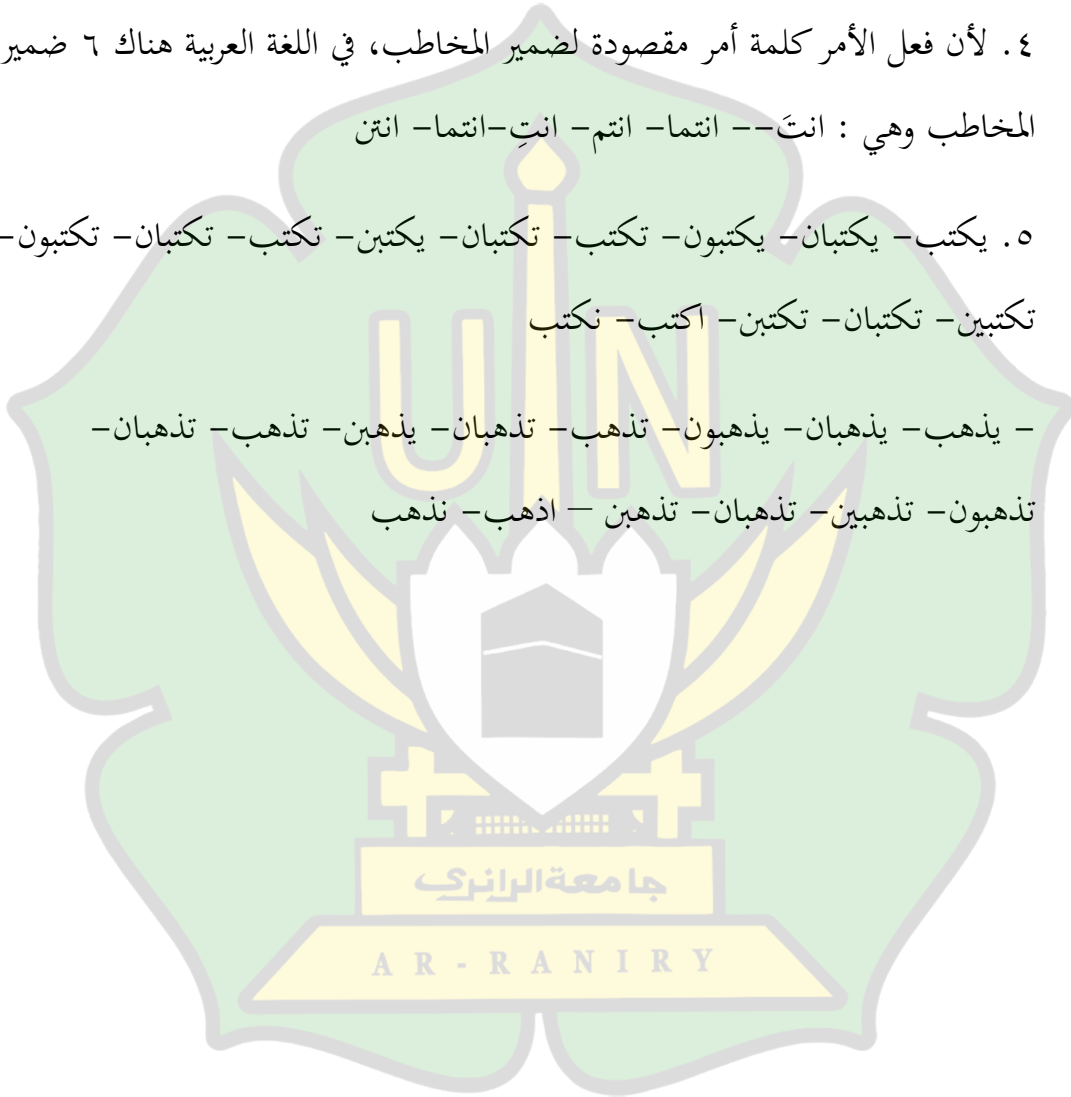 ٤. لأن فعل الأمر كلمة أمر مقصودة لضمير المخاطب، في اللغة العربية هناك ٦ ضمير
المخاطب وهي : انتَ-- انتما- انتم- انتِ-انتما- انتن
٥. يكتب- يكتبان- يكتبون- تكتب- تكتبان- يكتبن- تكتب- تكتبان- تكتبون-
تكتبين- تكتبان- تكتبن- اكتب- نكتب
- يذهب- يذهبان- يذهبون- تذهب- تذهبان- يذهبن- تذهب- تذهبان-
تذهبون- تذهبين- تذهبان- تذهبن – اذهب- نذهب
UIN
جامعةالرانري
AR-RANIRY